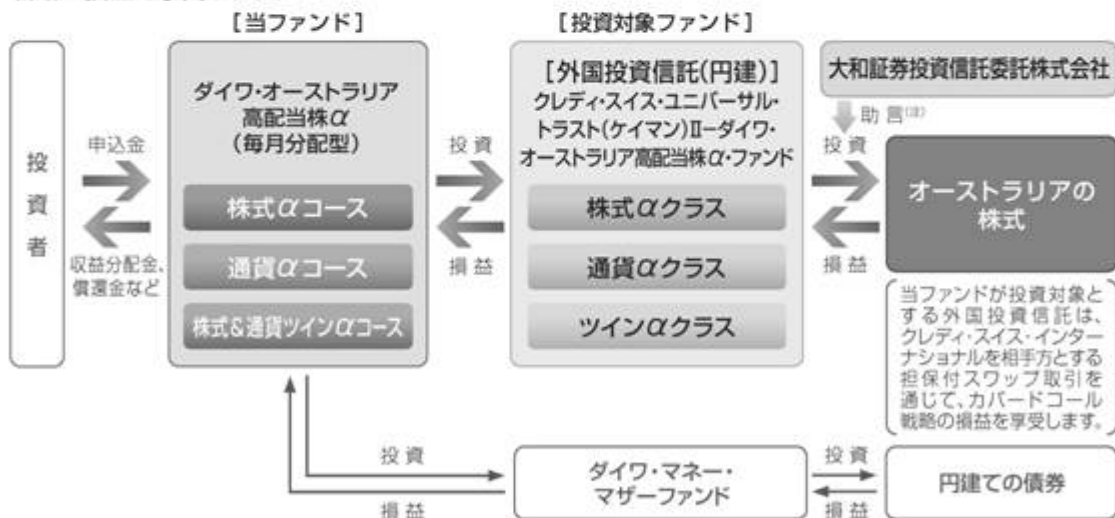 [当ファンド]
[投資対象ファンド]
投資者
申込金
収益分配金、
償還金など
ダイワ・オーストラリア
高配当株α
(毎月分配型)
株式αコース
通貨αコース
株式&通貨ツインαコース
投資
損益
[外国投資信託(円建)]
クレディ・スイス・ユニバーサル・
トラスト(ケイマン)Ⅱーダイワ・
オーストラリア高配当株α・ファンド
株式αクラス
通貨αクラス
ツインαクラス
大和証券投資信託委託株式会社
助言(注)
投資
損益
オーストラリアの
株式
当ファンドが投資対象と
する外国投資信託は、
クレディ・スイス・インター
ナショナルを相手方とする
担保付スワップ取引を
通じて、カバードコール
戦略の損益を享受します。
投資
損益
ダイワ・マネー・
マザーファンド
投資
損益
円建ての債券